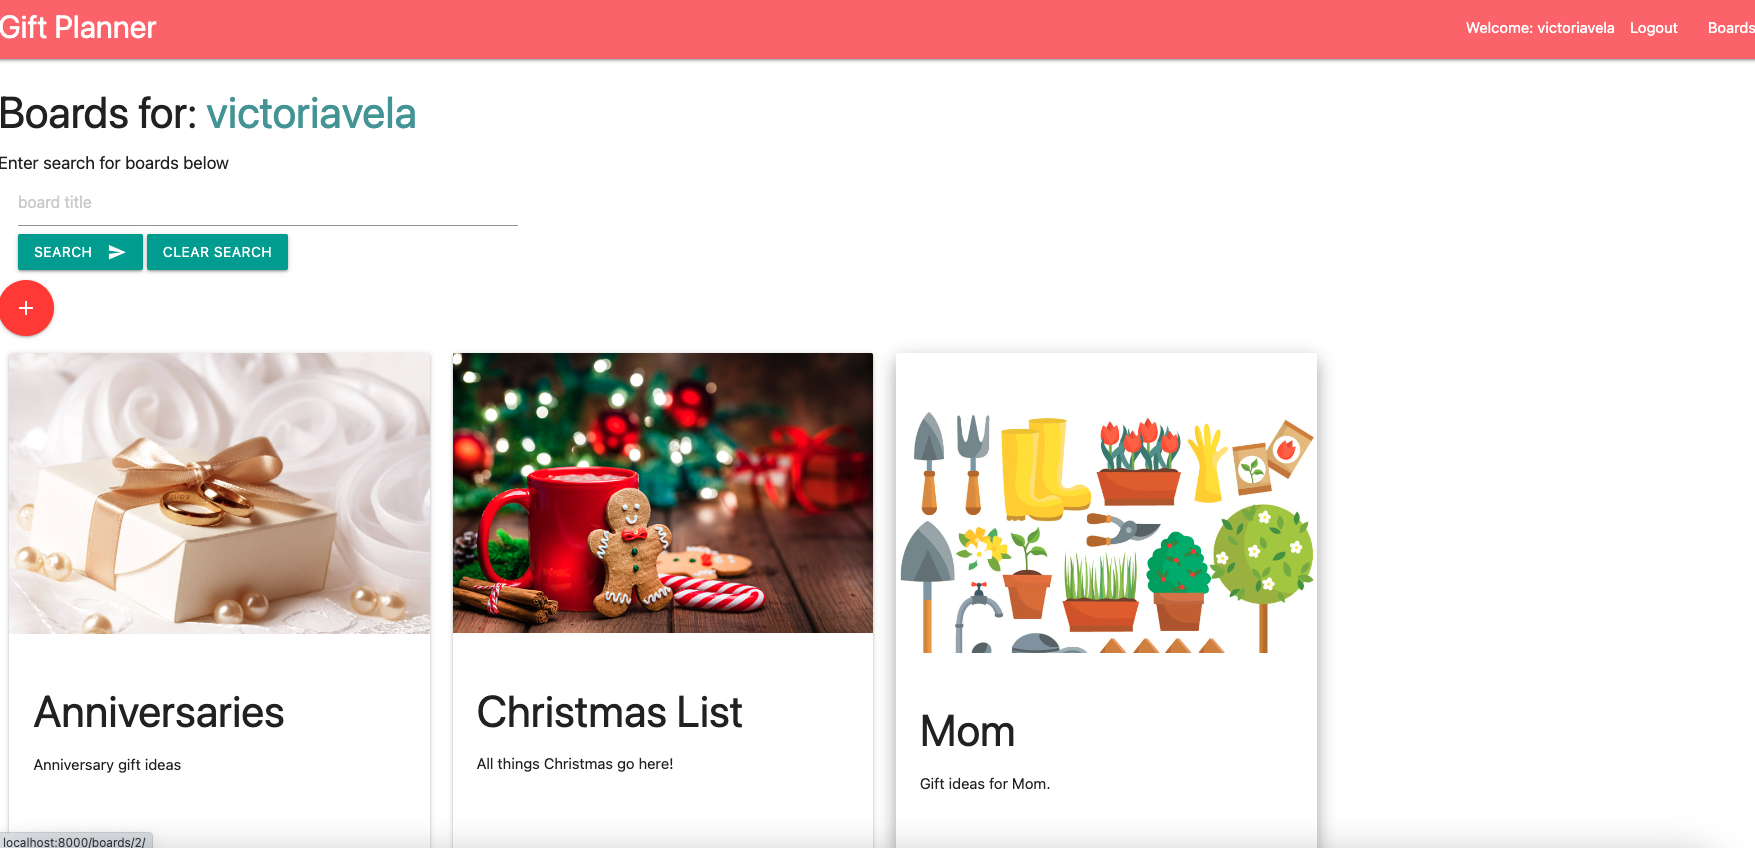 Gift Planner
Welcome: victoriavela Logout Boards
Boards for: victoriavela
Enter search for boards below
board title
SEARCH CLEAR SEARCH
+
Anniversaries
Anniversary gift ideas
Christmas List
All things Christmas go here!
Mom
Gift ideas for Mom.
localhost:8000/boards/2/